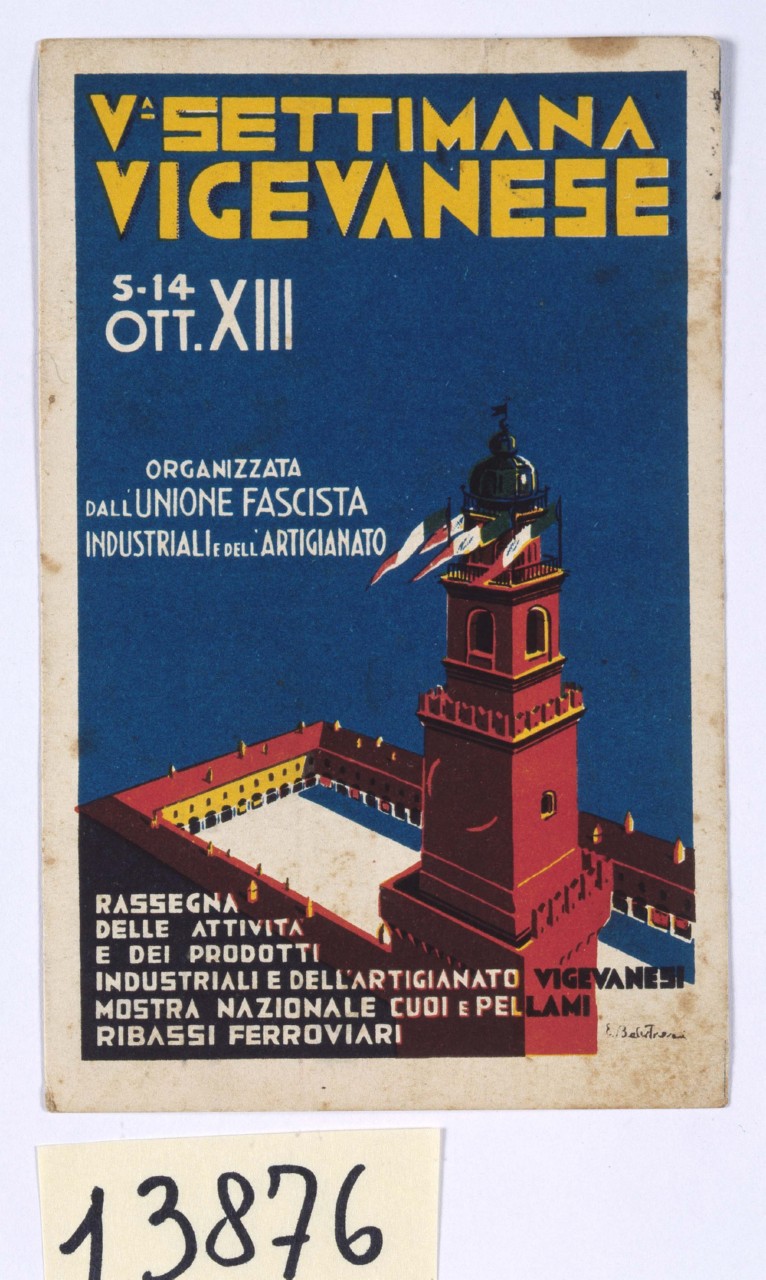 Vᴬ SETTIMANA
VIGEVANESE
5-14
OTT. XIII
ORGANIZZATA
DALL'UNIONE FASCISTA
INDUSTRIALI E DELL'ARTIGIANATO
RASSEGNA
DELLE ATTIVITA
E DEI PRODOTTI
INDUSTRIALI E DELL'ARTIGIANATO VIGEVANESI
MOSTRA NAZIONALE CUOI E PELLAMI
RIBASSI FERROVIARI
13876